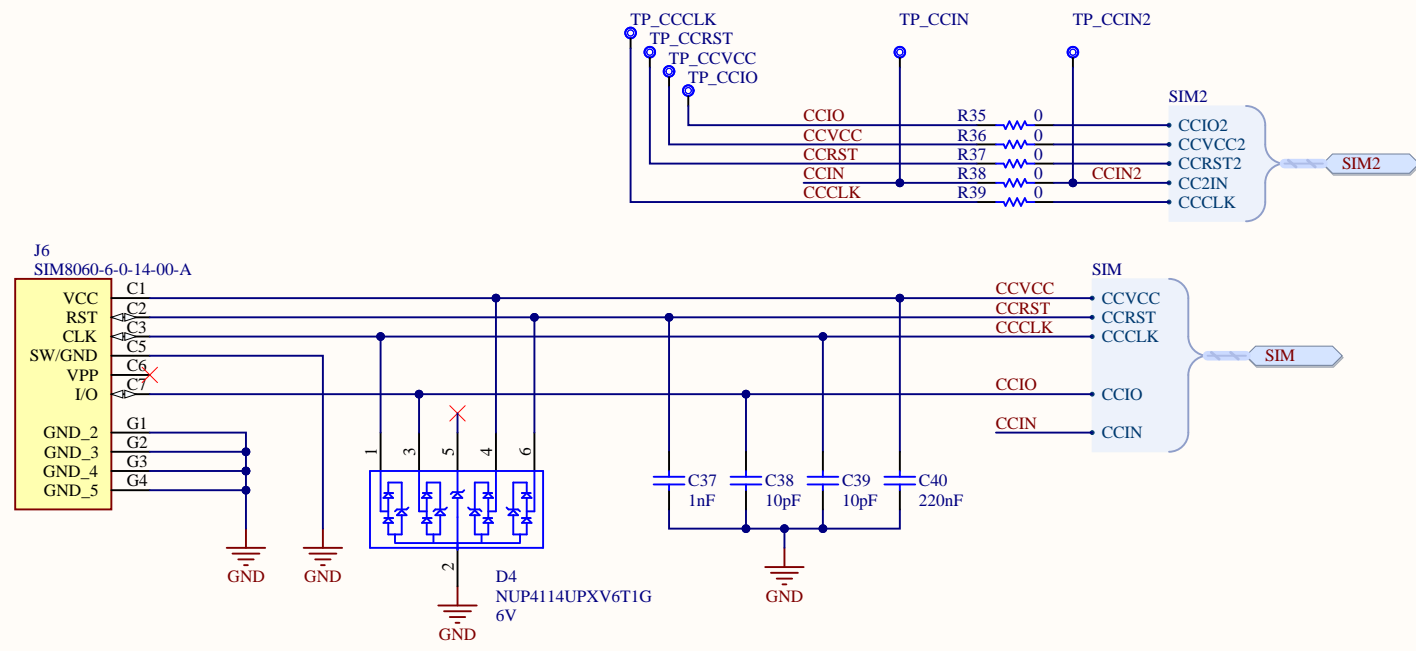 TP_CCCLK
TP_CCRST
TP_CCVCC
TP_CCIO
TP_CCIN
TP_CCIN2
SIM2
CCIO R35 0 CCIO2
CCVCC R36 0 CCVCC2
CCRST R37 0 CCRST2
CCIN R38 0 CCIN2 CC2IN
CCCLK R39 0 CCCLK
SIM2
J6
SIM8060-6-0-14-00-A
VCC C1
RST C2
CLK C3
SW/GND C5
VPP C6
I/O C7
GND_2 G1
GND_3 G2
GND_4 G3
GND_5 G4
GND
GND
SIM
CCVCC CCVCC
CCRST CCRST
CCCLK CCCLK
CCIO CCIO
CCIN CCIN
SIM
1 3 5 4 6
2
GND
D4
NUP4114UPXV6T1G
6V
C37
1nF
C38
10pF
C39
10pF
C40
220nF
GND